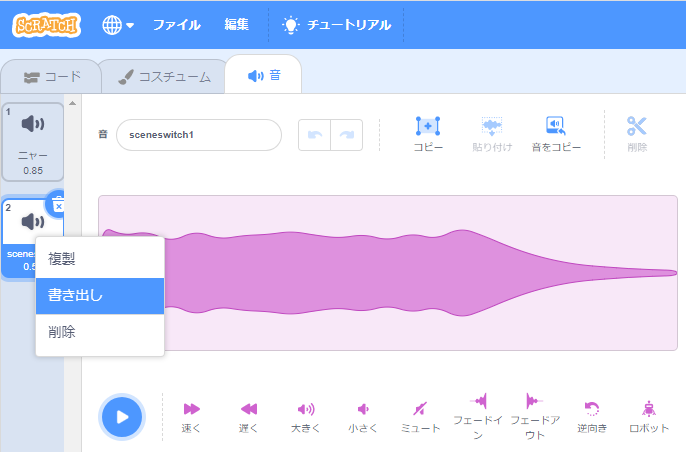 SCRATCH
ファイル
編集
チュートリアル
コード
コスチューム
音
1
ニャー
0.85
2
音
sceneswitch1
コピー
貼り付け
音をコピー
削除
複製
書き出し
削除
速く
遅く
大きく
小さく
ミュート
フェードイ
ン
フェードア
ウト
逆向き
ロボット